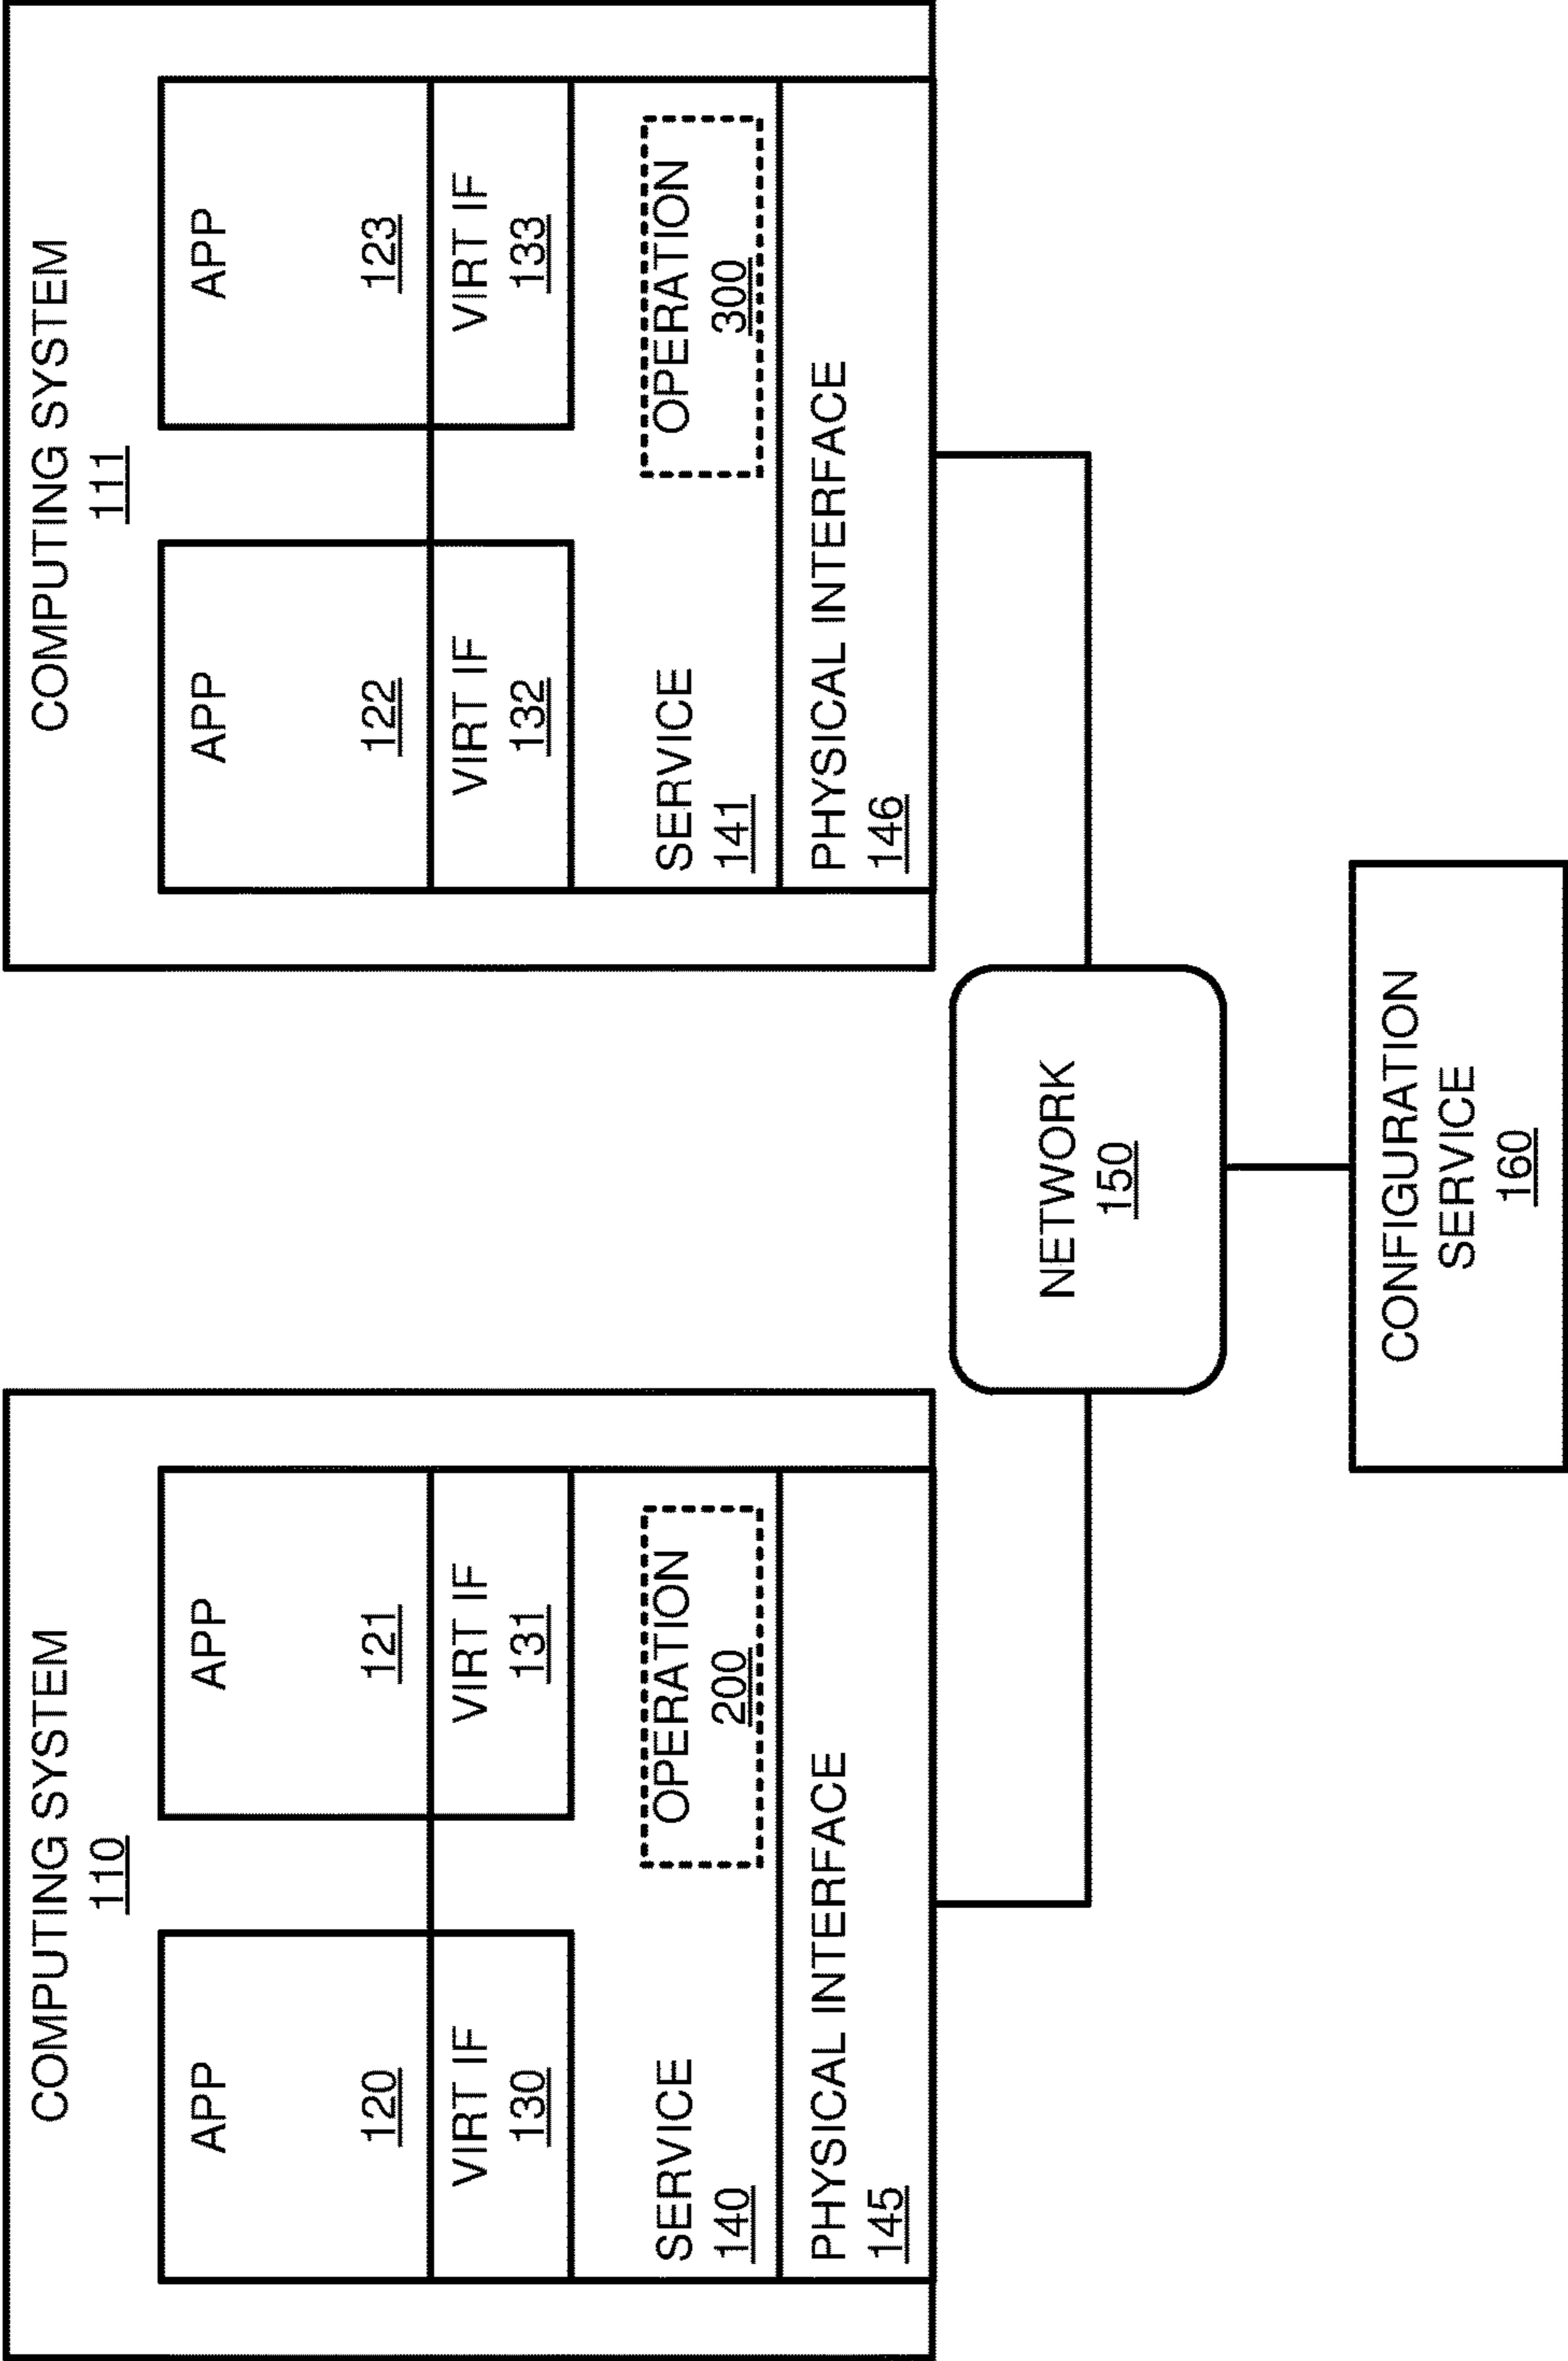 COMPUTING SYSTEM
110
APP
120
APP
121
VIRT IF
130
VIRT IF
131
SERVICE
140
OPERATION
200
PHYSICAL INTERFACE
145
COMPUTING SYSTEM
111
APP
122
APP
123
VIRT IF
132
VIRT IF
133
SERVICE
141
OPERATION
300
PHYSICAL INTERFACE
146
NETWORK
150
CONFIGURATION
SERVICE
160